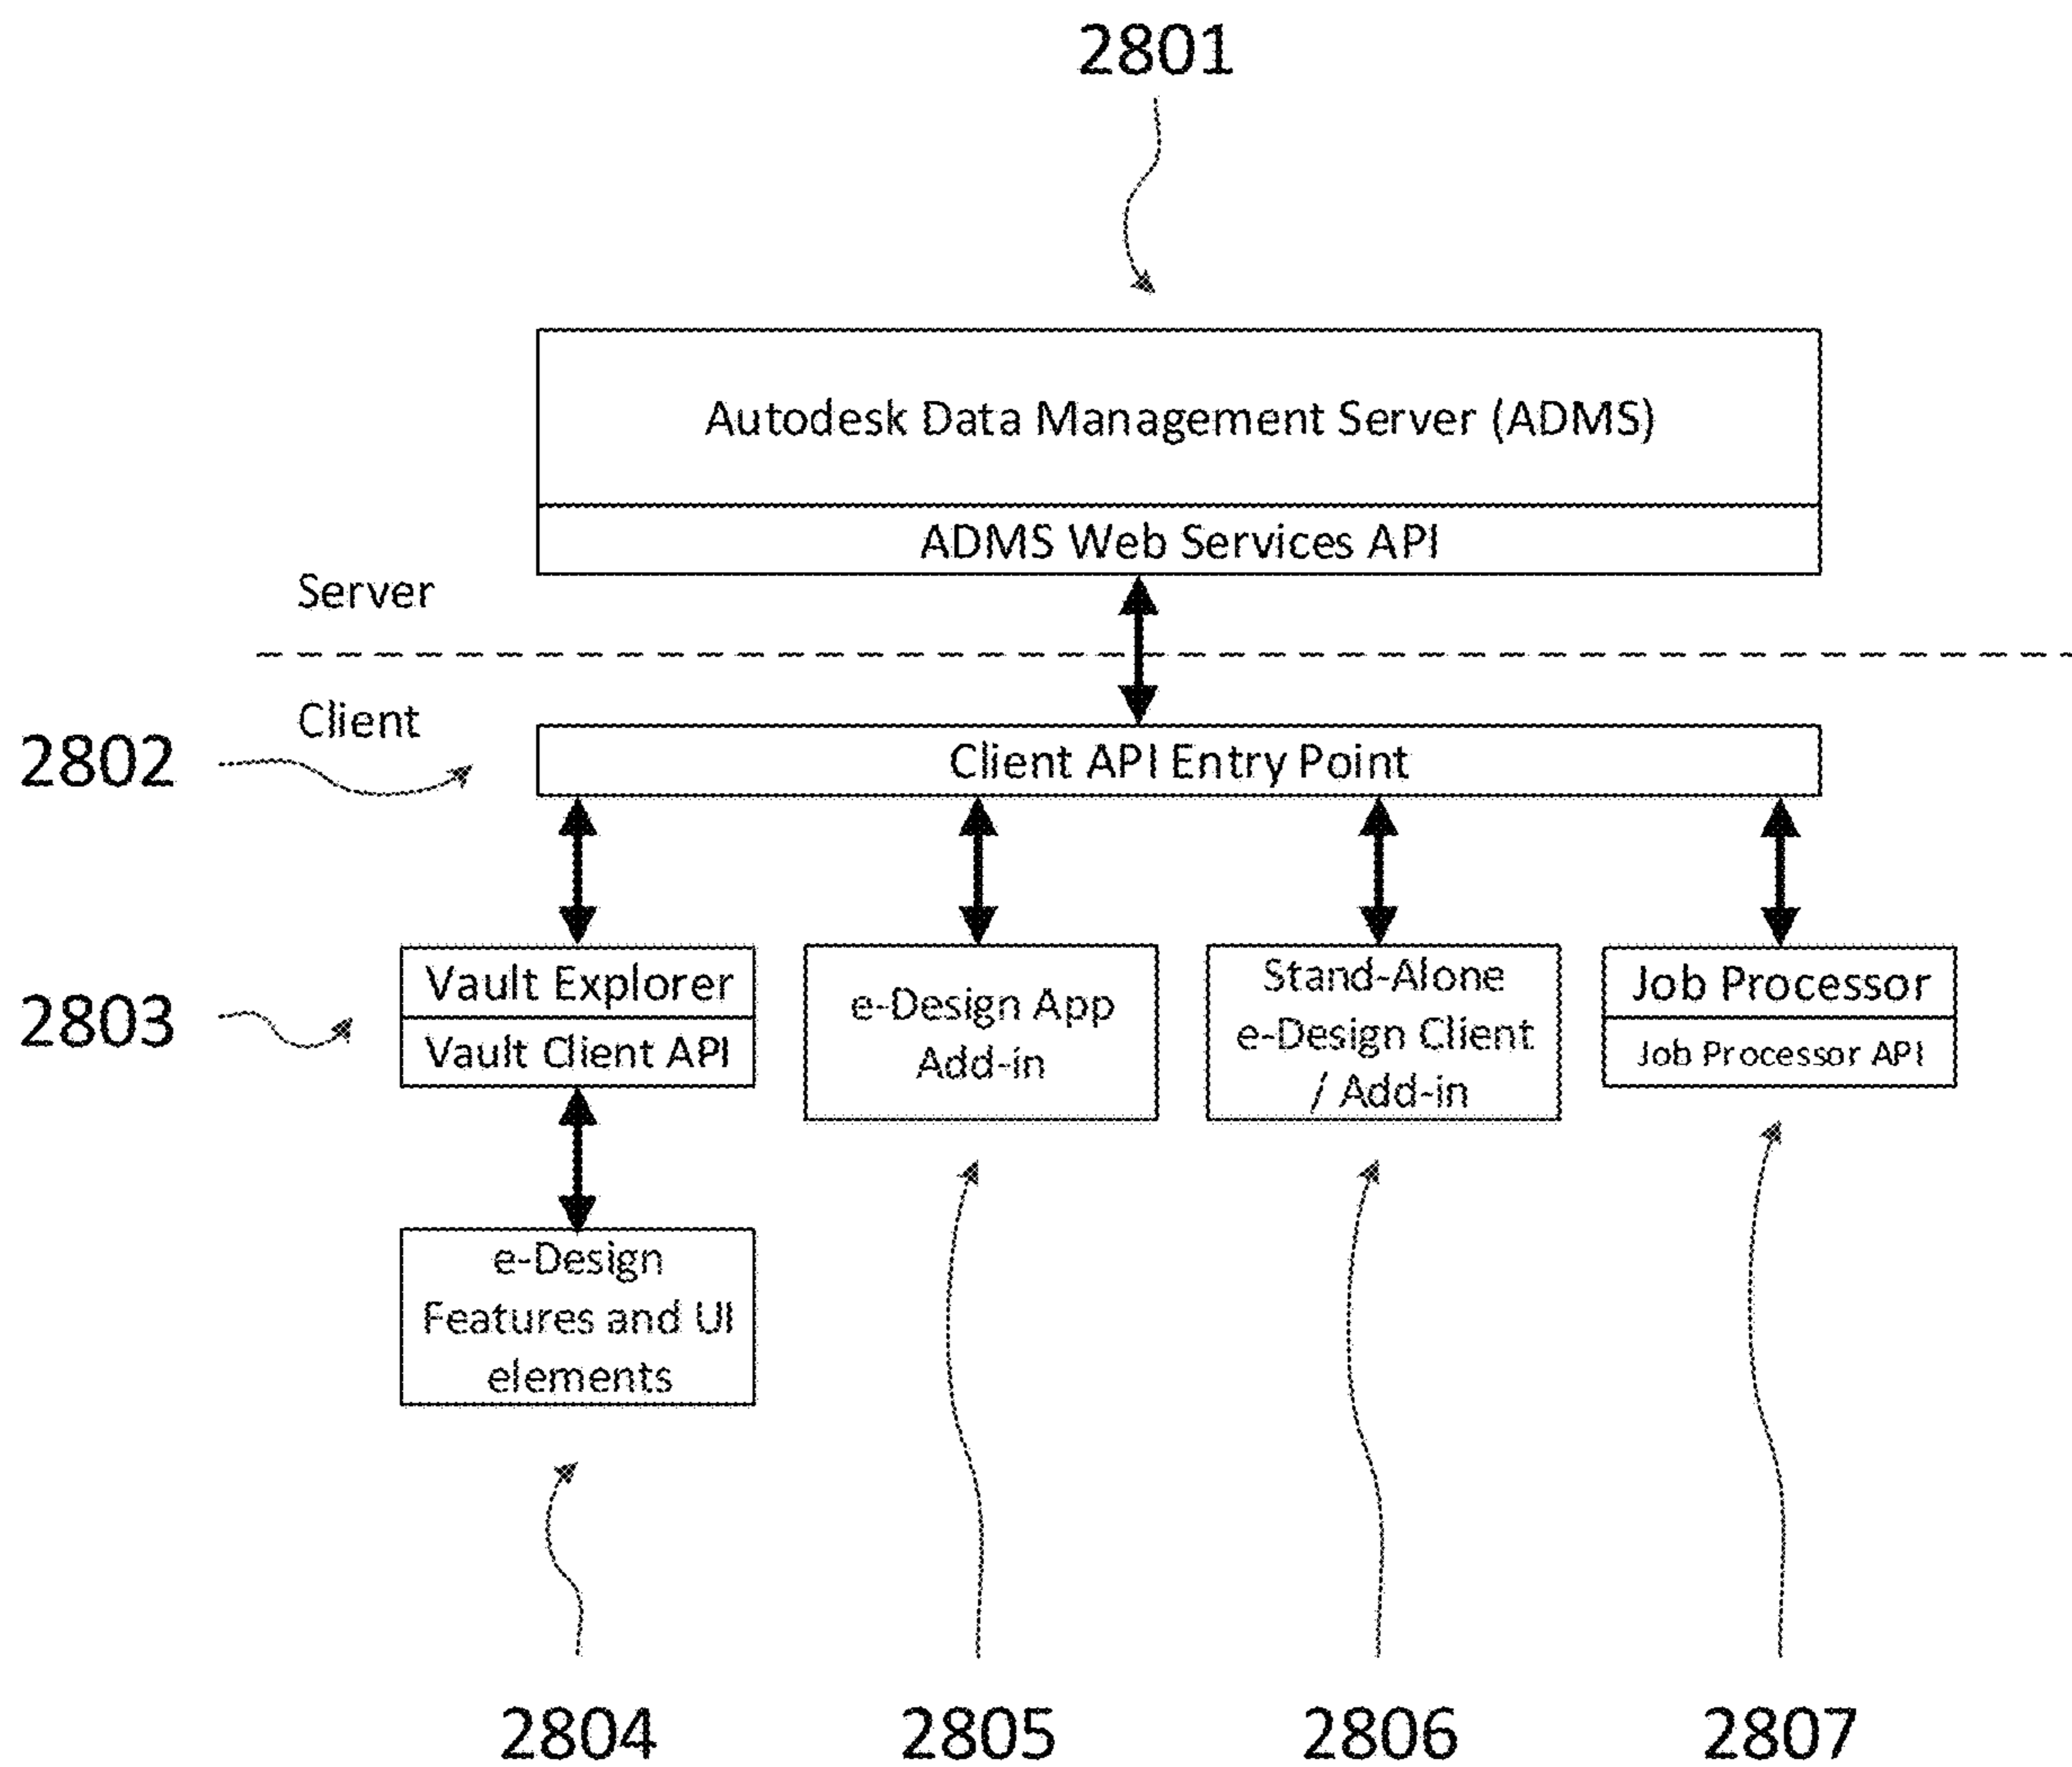 2801
Autodesk Data Management Server (ADMS)
ADMS Web Services API
Server
Client
2802
Client API Entry Point
2803
Vault Explorer
Vault Client API
e-Design App
Add-in
Stand-Alone
e-Design Client
/ Add-in
Job Processor
Job Processor API
e-Design
Features and UI
elements
2804
2805
2806
2807